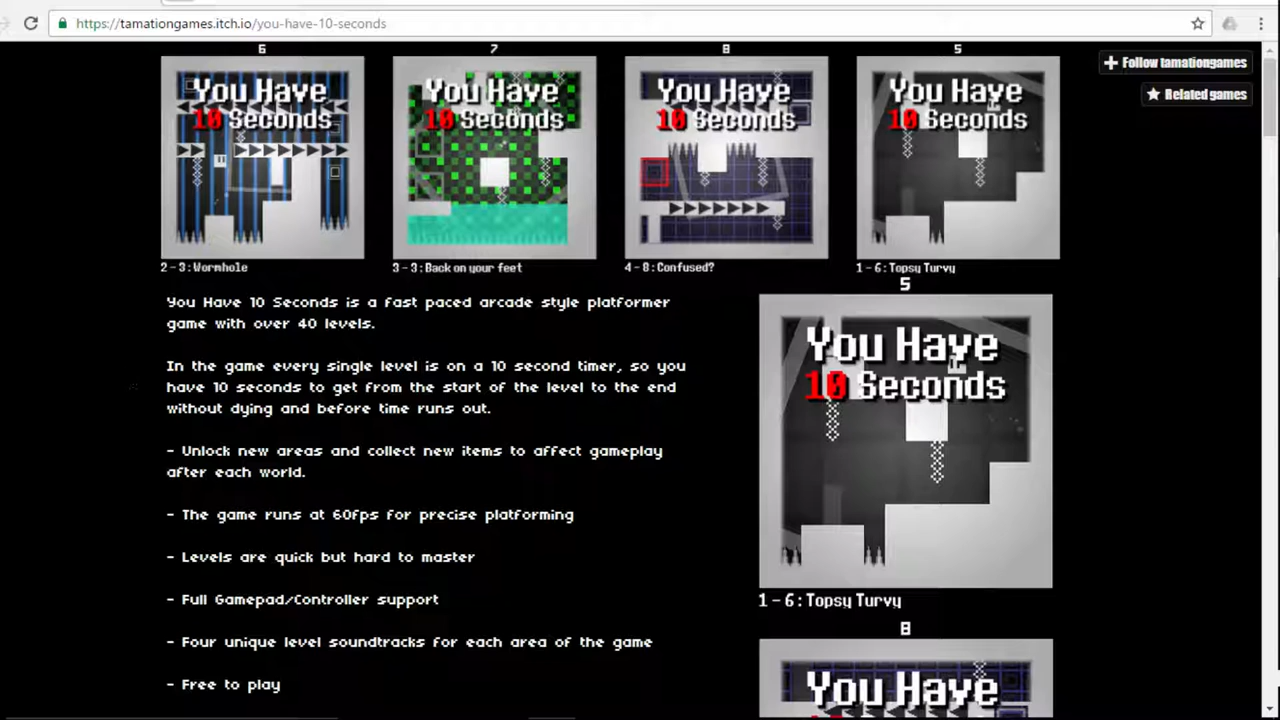 https://tamationgames.itch.io/you-have-10-seconds
6 7 8 5
Follow tamationgames
Related games
You Have
10 Seconds
You Have
10 Seconds
You Have
10 Seconds
You Have
10 Seconds
2-3:Wormhole
3-3:Back on your feet
4-8:Confused?
1-6:Topsy Turvy
You Have 10 Seconds is a fast paced arcade style platformer
game with over 40 levels.
In the game every single level is on a 10 second timer, so you
have 10 seconds to get from the start of the level to the end
without dying and before time runs out.
- Unlock new areas and collect new items to affect gameplay
after each world.
- The game runs at 60fps for precise platforming
- Levels are quick but hard to master
- Full Gamepad/Controller support
- Four unique level soundtracks for each area of the game
- Free to play
5
You Have
10 Seconds
1-6:Topsy Turvy
8
You Have